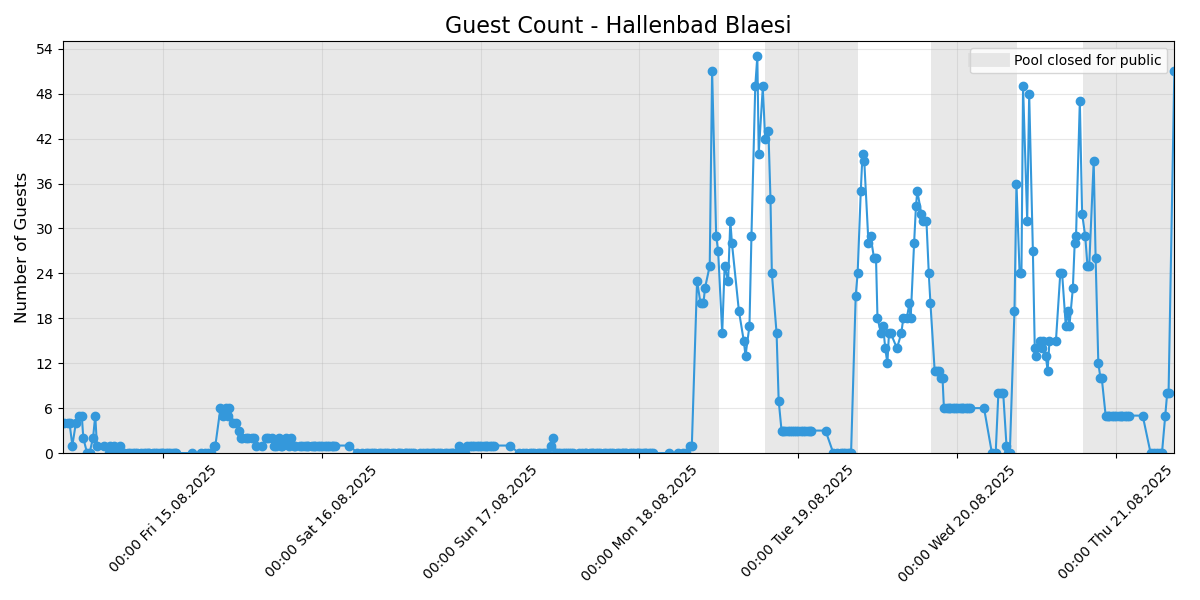 Guest Count - Hallenbad Blaesi
Pool closed for public
Number of Guests
54
48
42
36
30
24
18
12
6
0
00:00 Fri 15.08.2025
00:00 Sat 16.08.2025
00:00 Sun 17.08.2025
00:00 Mon 18.08.2025
00:00 Tue 19.08.2025
00:00 Wed 20.08.2025
00:00 Thu 21.08.2025